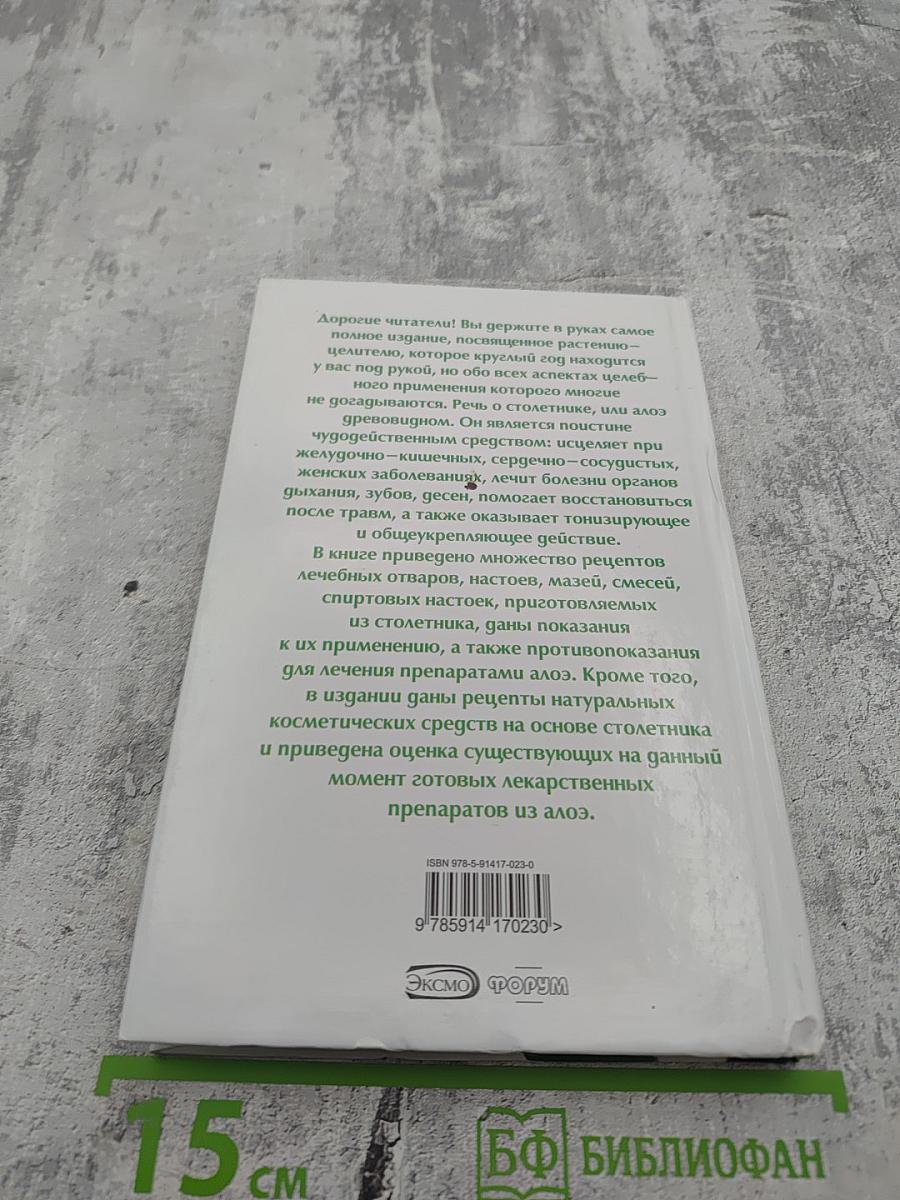 Дорогие читатели! Вы держите в руках самое
полное издание, посвященное растению–
целителю, которое круглый год находится
у вас под рукой, но обо всех аспектах целеб–
ного применения которого многие
не догадываются. Речь о столетнике, или алоэ
древовидном. Он является поистине
чудодейственным средством: исцеляет при
желудочно–кишечных, сердечно–сосудистых,
женских заболеваниях, лечит болезни органов
дыхания, зубов, десен, помогает восстановиться
после травм, а также оказывает тонизирующее
и общеукрепляющее действие.
В книге приведено множество рецептов
лечебных отваров, настоев, мазей, смесей,
спиртовых настоек, приготовляемых
из столетника, даны показания
к их применению, а также противопоказания
для лечения препаратами алоэ. Кроме того,
в издании даны рецепты натуральных
косметических средств на основе столетника
и приведена оценка существующих на данный
момент готовых лекарственных
препаратов из алоэ.
ISBN 978-5-91417-023-0
9 785914 170230 >
ЭКСМО ФОРУМ
15 см БФ БИБЛИОФАН